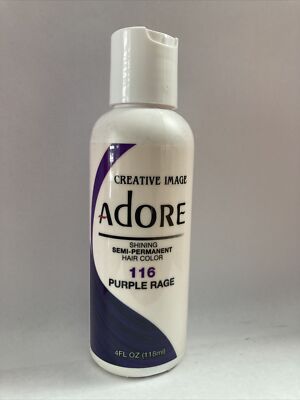 CREATIVE IMAGE
ADORE
SHINING
SEMI-PERMANENT
HAIR COLOR
116
PURPLE RAGE
4FL OZ (118ml)